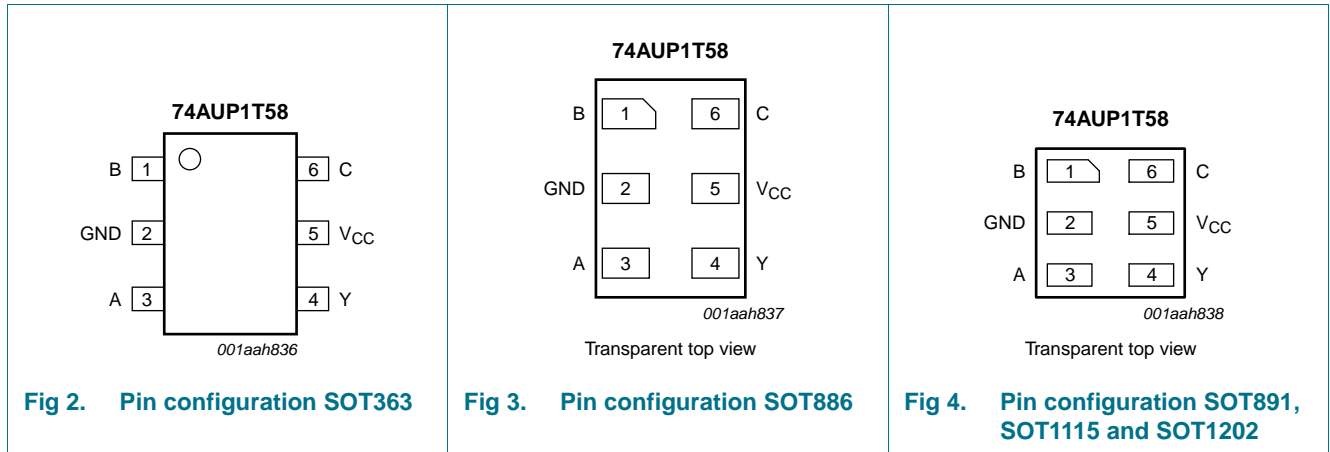 74AUP1T58
B 1 6 C
GND 2 5 VCC
A 3 4 Y
001aah836
Fig 2. Pin configuration SOT363
74AUP1T58
B 1 6 C
GND 2 5 VCC
A 3 4 Y
001aah837
Transparent top view
Fig 3. Pin configuration SOT886
74AUP1T58
B 1 6 C
GND 2 5 VCC
A 3 4 Y
001aah838
Transparent top view
Fig 4. Pin configuration SOT891,
SOT1115 and SOT1202